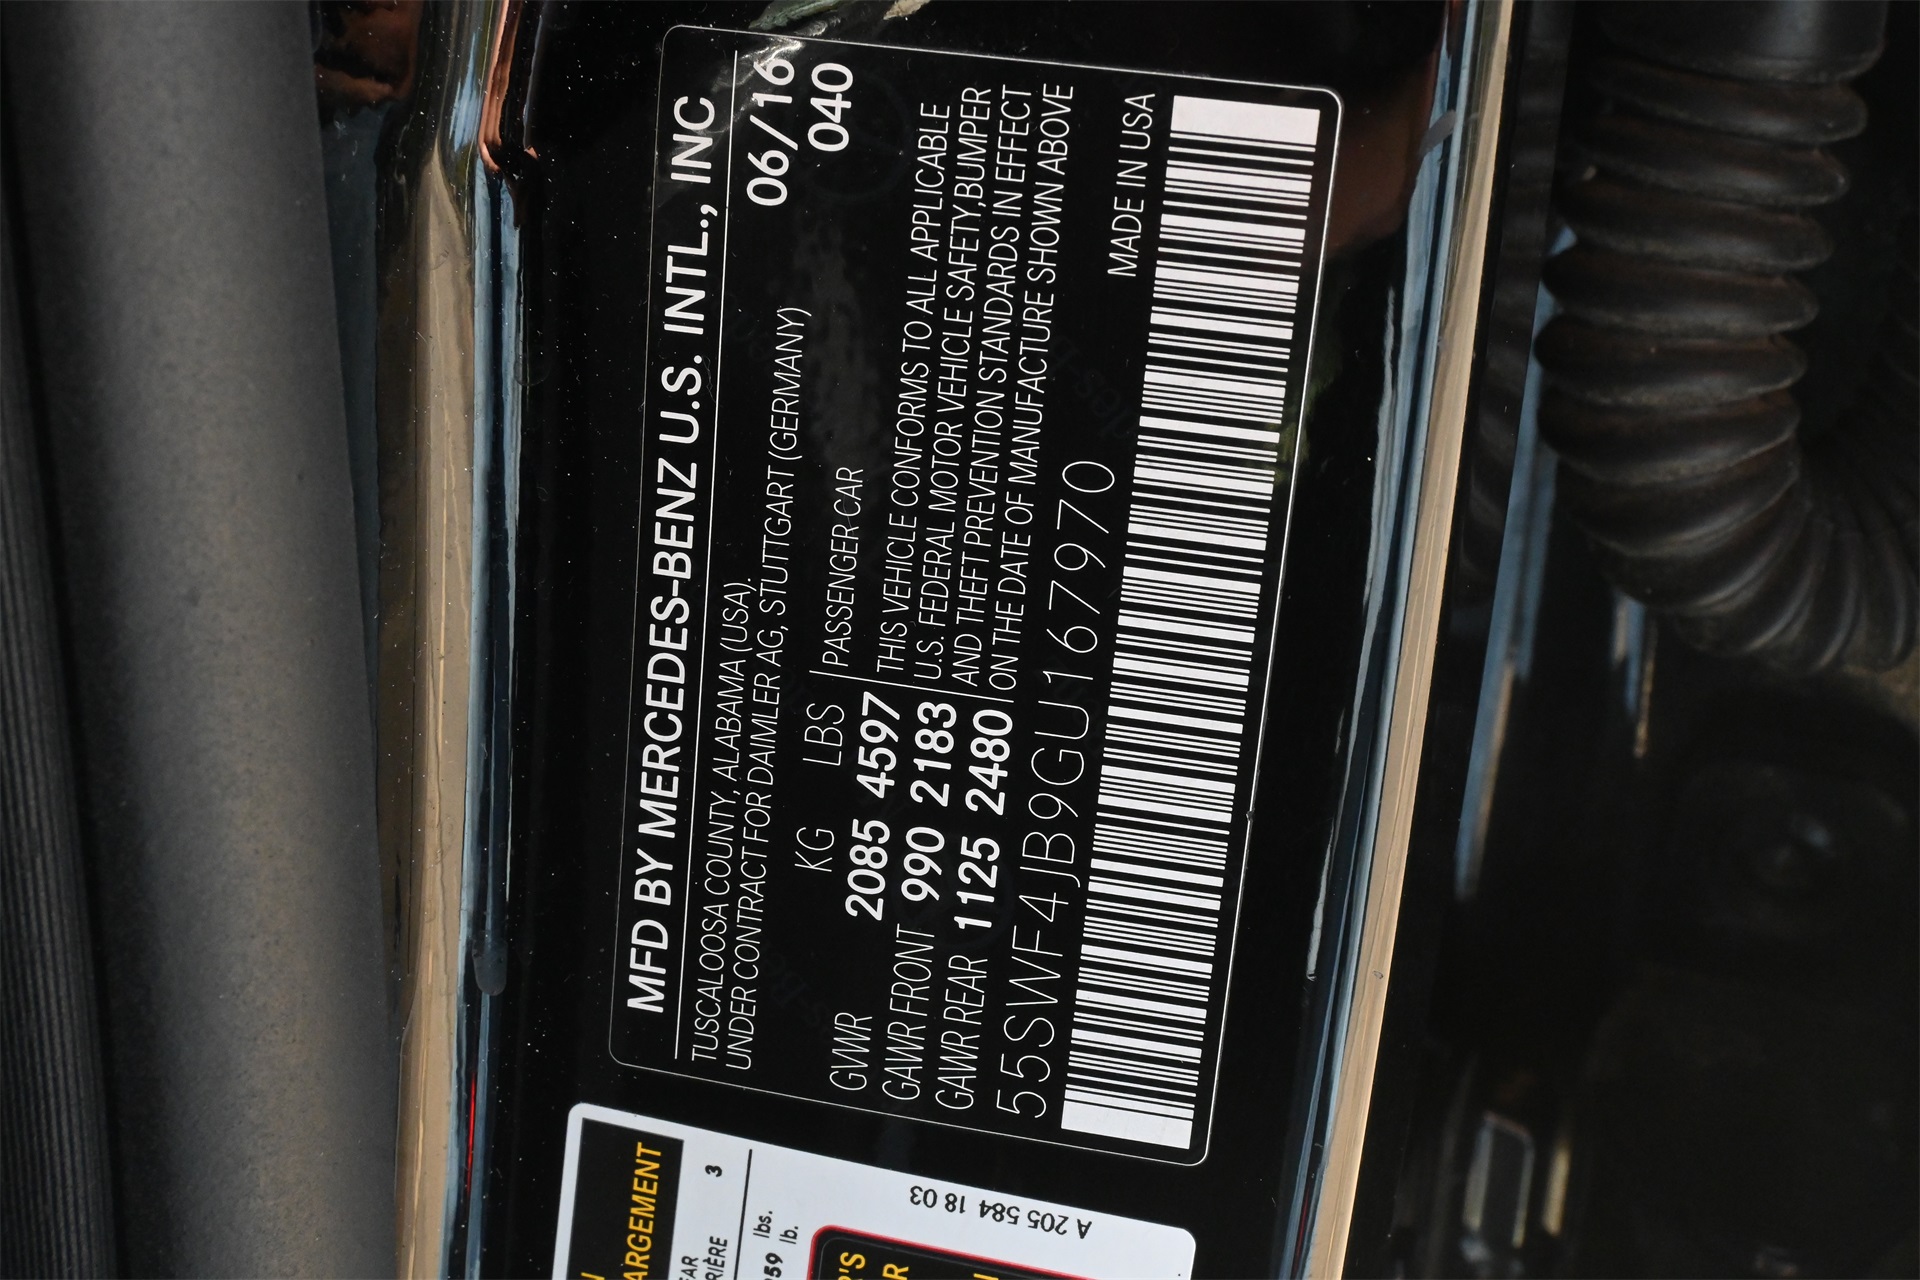 MFD BY MERCEDES-BENZ U.S. INTL., INC
TUSCALOOSA COUNTY, ALABAMA (USA).
06/16
UNDER CONTRACT FOR DAIMLER AG, STUTTGART (GERMANY)
040
KG LBS PASSENGER CAR
GVWR 2085 4597
GAWR FRONT 990 2183
GAWR REAR 1125 2480
THIS VEHICLE CONFORMS TO ALL APPLICABLE
U.S. FEDERAL MOTOR VEHICLE SAFETY,BUMPER
AND THEFT PREVENTION STANDARDS IN EFFECT
ON THE DATE OF MANUFACTURE SHOWN ABOVE
55SWF4JB9GU167970
MADE IN USA
3
lbs.
lb.
A 205 584 18 03